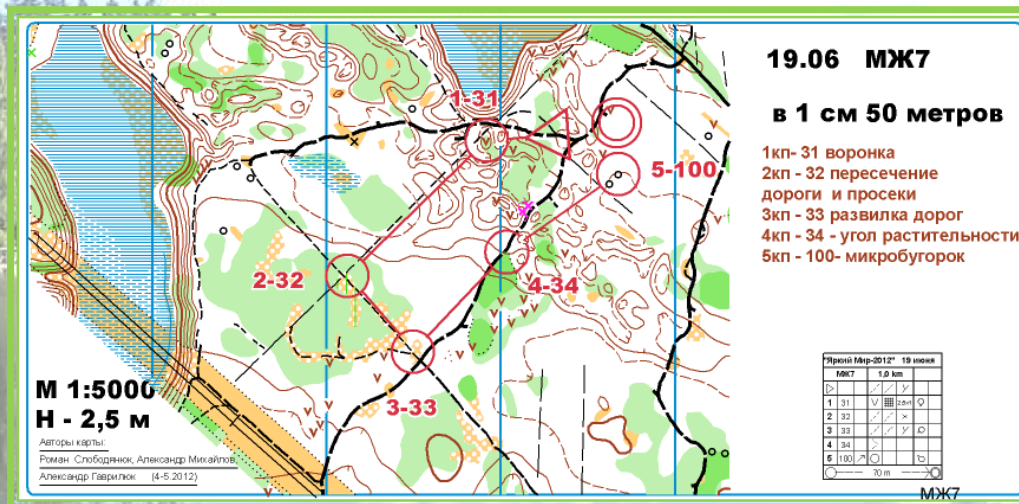 19.06 МЖ7
в 1 см 50 метров
1кп- 31 воронка
2кп - 32 пересечение
дороги и просеки
3кп - 33 развилка дорог
4кп - 34 - угол растительности
5кп - 100- микробугорок
1-31
5-100
2-32
4-34
3-33
М 1:5000
Н - 2,5 м
Авторы карты:
Роман Слободянюк, Александр Михайлов,
Александр Гаврилюк (4-5.2012)
"Яркий Мир-2012" 19 июня
МЖ7 1,0 km
1 31
2 32
3 33
4 34
5 100
70 m
МЖ7